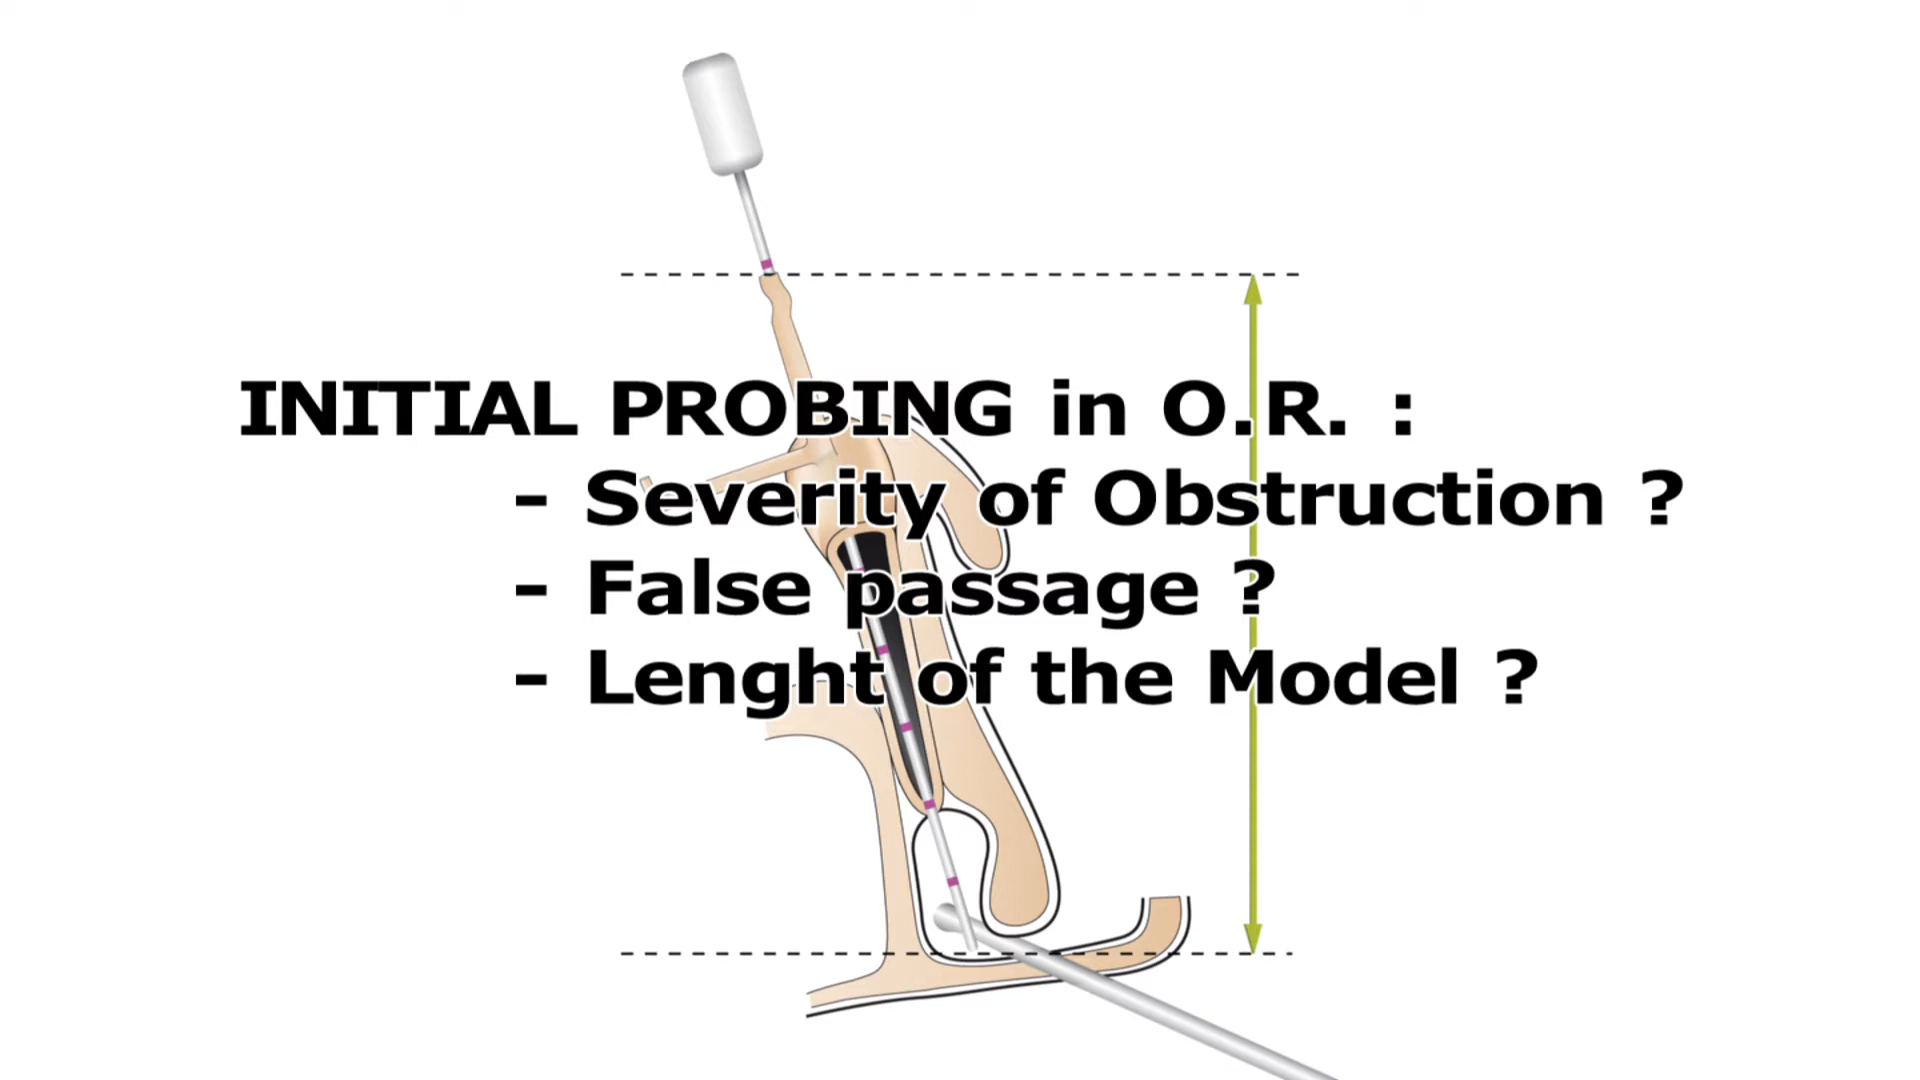 INITIAL PROBING in O.R. :
- Severity of Obstruction ?
- False passage ?
- Lenght of the Model ?